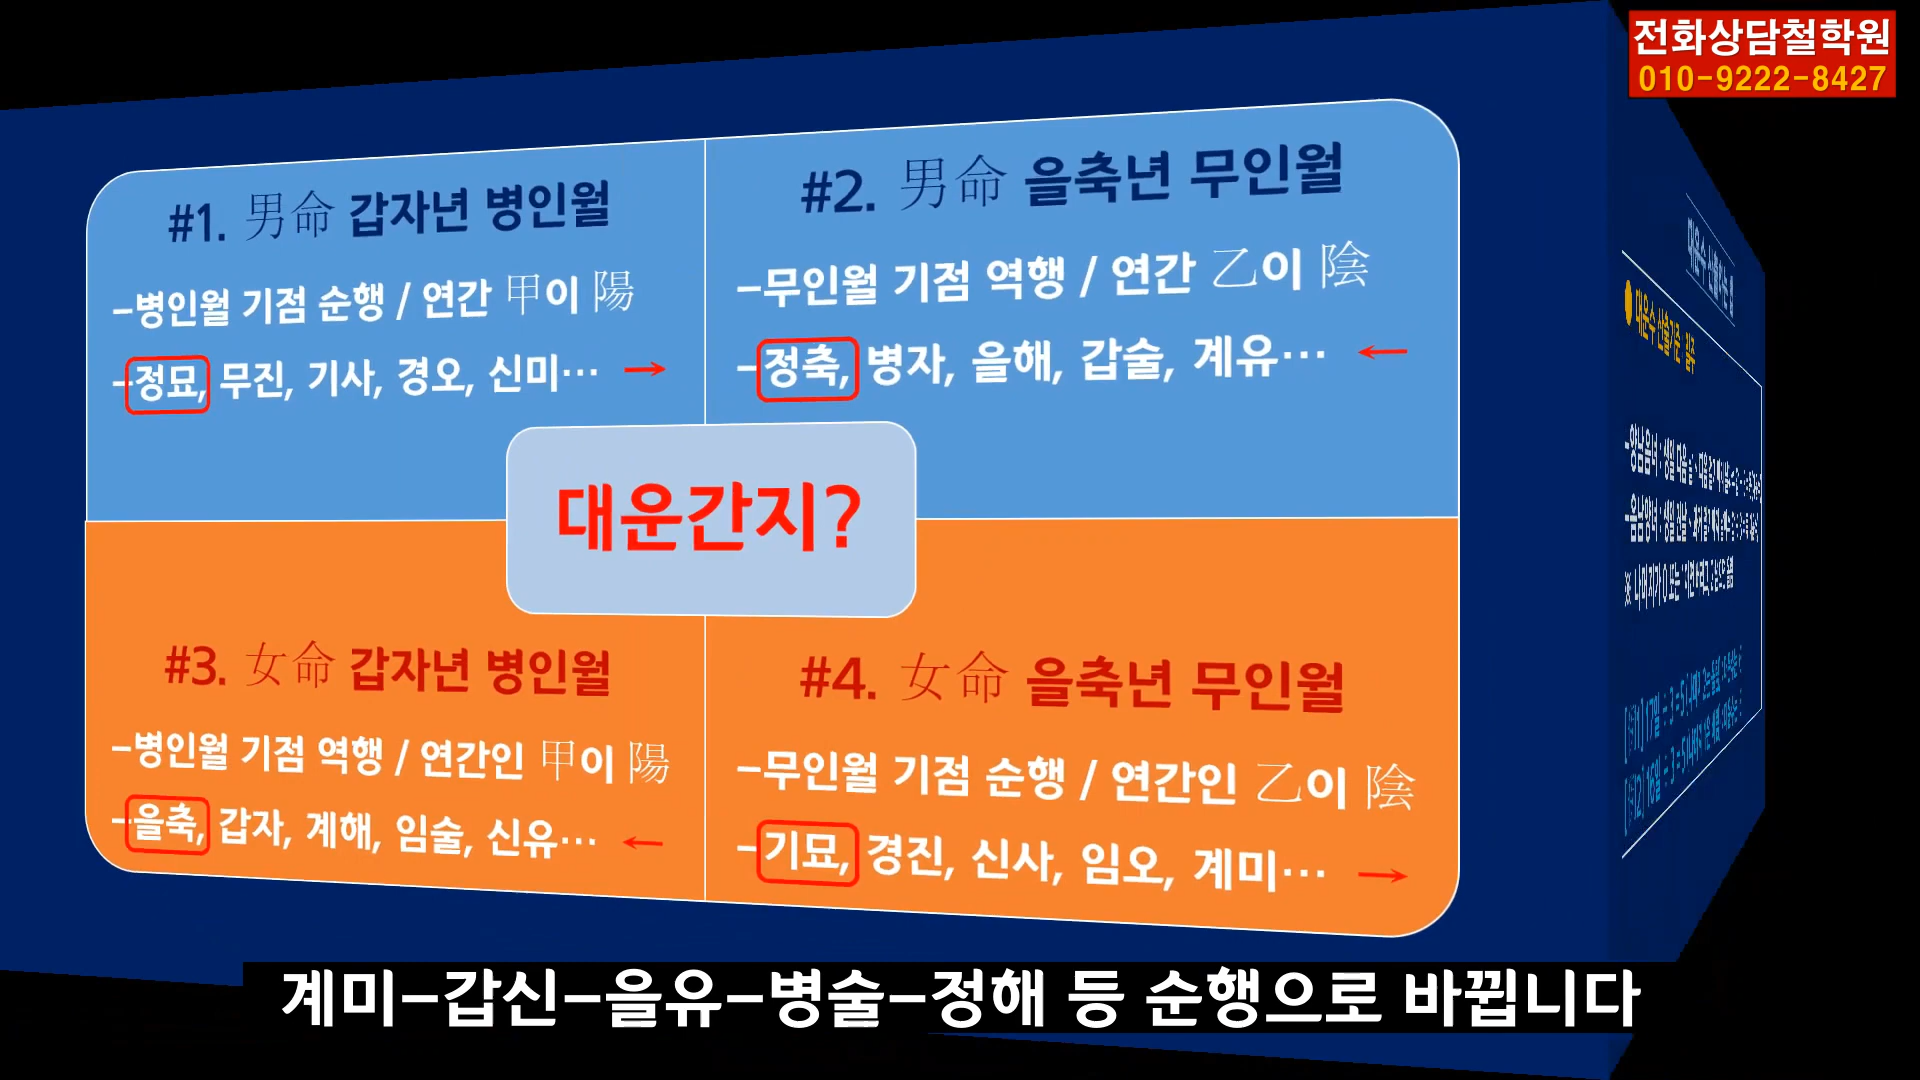 전화상담철학원
010-9222-8427
#1. 男命 갑자년 병인월
-병인월 기점 순행 / 연간 甲이 陽
-정묘, 무진, 기사, 경오, 신미… →
#2. 男命 을축년 무인월
-무인월 기점 역행 / 연간 乙이 陰
-정축, 병자, 을해, 갑술, 계유… ←
대운간지?
#3. 女命 갑자년 병인월
-병인월 기점 역행 / 연간인 甲이 陽
-을축, 갑자, 계해, 임술, 신유… ←
#4. 女命 을축년 무인월
-무인월 기점 순행 / 연간인 乙이 陰
-기묘, 경진, 신사, 임오, 계미… →
계미-갑신-을유-병술-정해 등 순행으로 바뀝니다